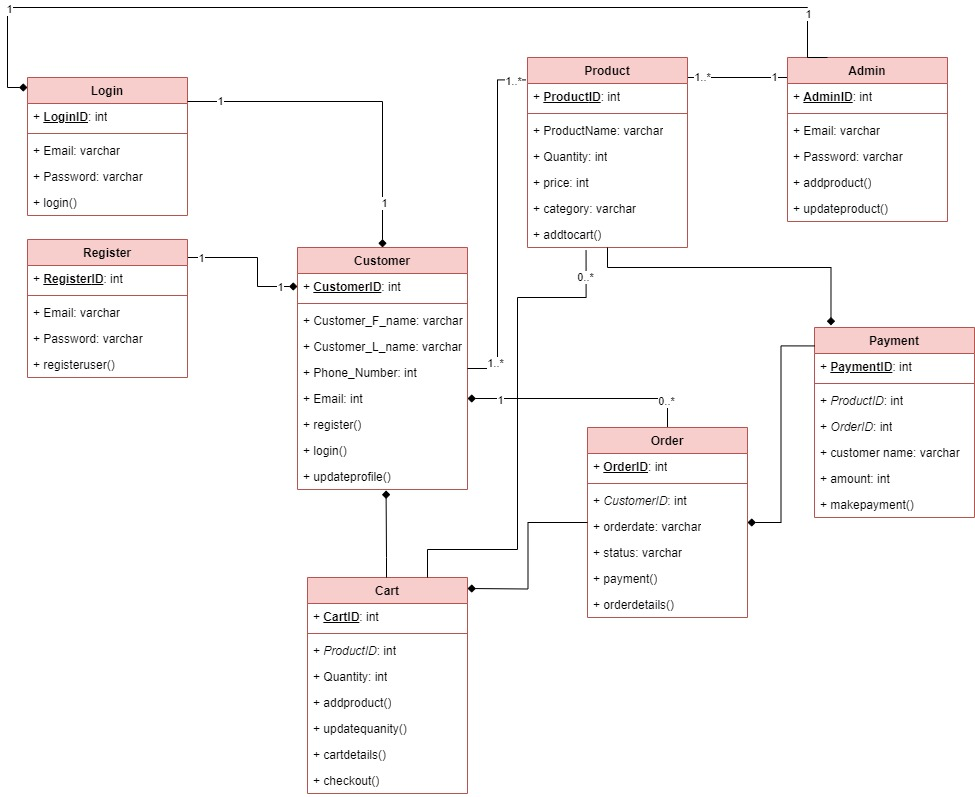 1
1
Login
+ LoginID: int
+ Email: varchar
+ Password: varchar
+ login()
1
1
Register
+ RegisterID: int
+ Email: varchar
+ Password: varchar
+ registeruser()
1
1
Customer
+ CustomerID: int
+ Customer_F_name: varchar
+ Customer_L_name: varchar
+ Phone_Number: int
+ Email: int
+ register()
+ login()
+ updateprofile()
1..*
1..*
1
0..*
Product
+ ProductID: int
+ ProductName: varchar
+ Quantity: int
+ price: int
+ category: varchar
+ addtocart()
0..*
1..*
1
Admin
+ AdminID: int
+ Email: varchar
+ Password: varchar
+ addproduct()
+ updateproduct()
Payment
+ PaymentID: int
+ ProductID: int
+ OrderID: int
+ customer name: varchar
+ amount: int
+ makepayment()
Order
+ OrderID: int
+ CustomerID: int
+ orderdate: varchar
+ status: varchar
+ payment()
+ orderdetails()
Cart
+ CartID: int
+ ProductID: int
+ Quantity: int
+ addproduct()
+ updatequanity()
+ cartdetails()
+ checkout()